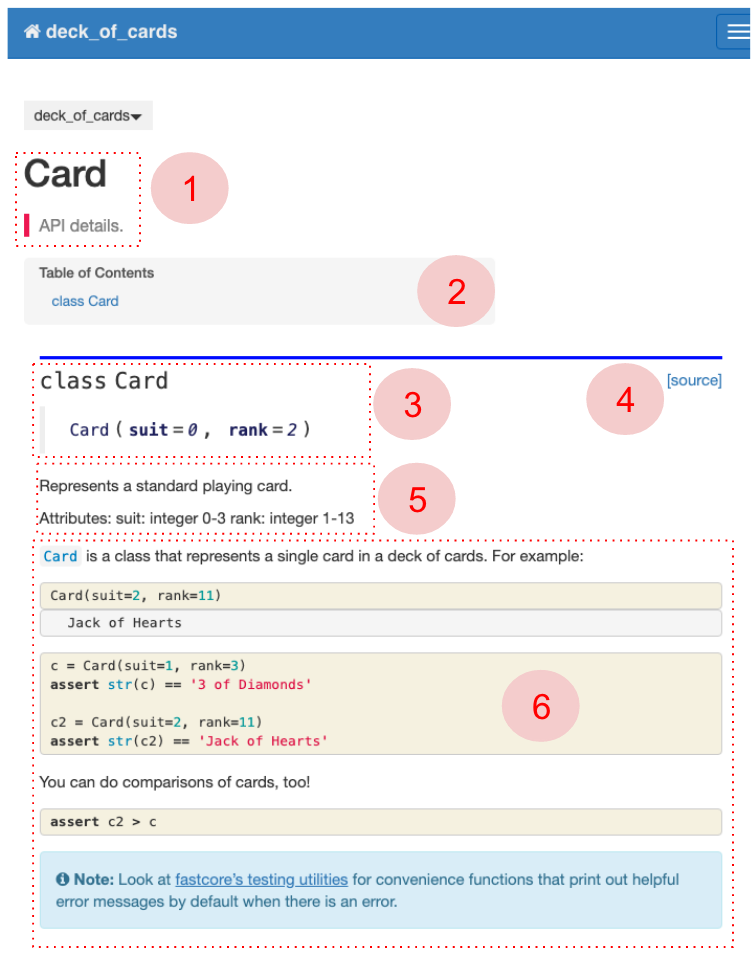 deck_of_cards
deck_of_cards
Card
1
API details.
Table of Contents
2
class Card
class Card
[source]
3
4
Card ( suit = 0 , rank = 2 )
Represents a standard playing card.
5
Attributes: suit: integer 0-3 rank: integer 1-13
Card is a class that represents a single card in a deck of cards. For example:
Card(suit=2, rank=11)
Jack of Hearts
c = Card(suit=1, rank=3)
assert str(c) == '3 of Diamonds'
6
c2 = Card(suit=2, rank=11)
assert str(c2) == 'Jack of Hearts'
You can do comparisons of cards, too!
assert c2 > c
Note: Look at fastcore's testing utilities for convenience functions that print out helpful
error messages by default when there is an error.